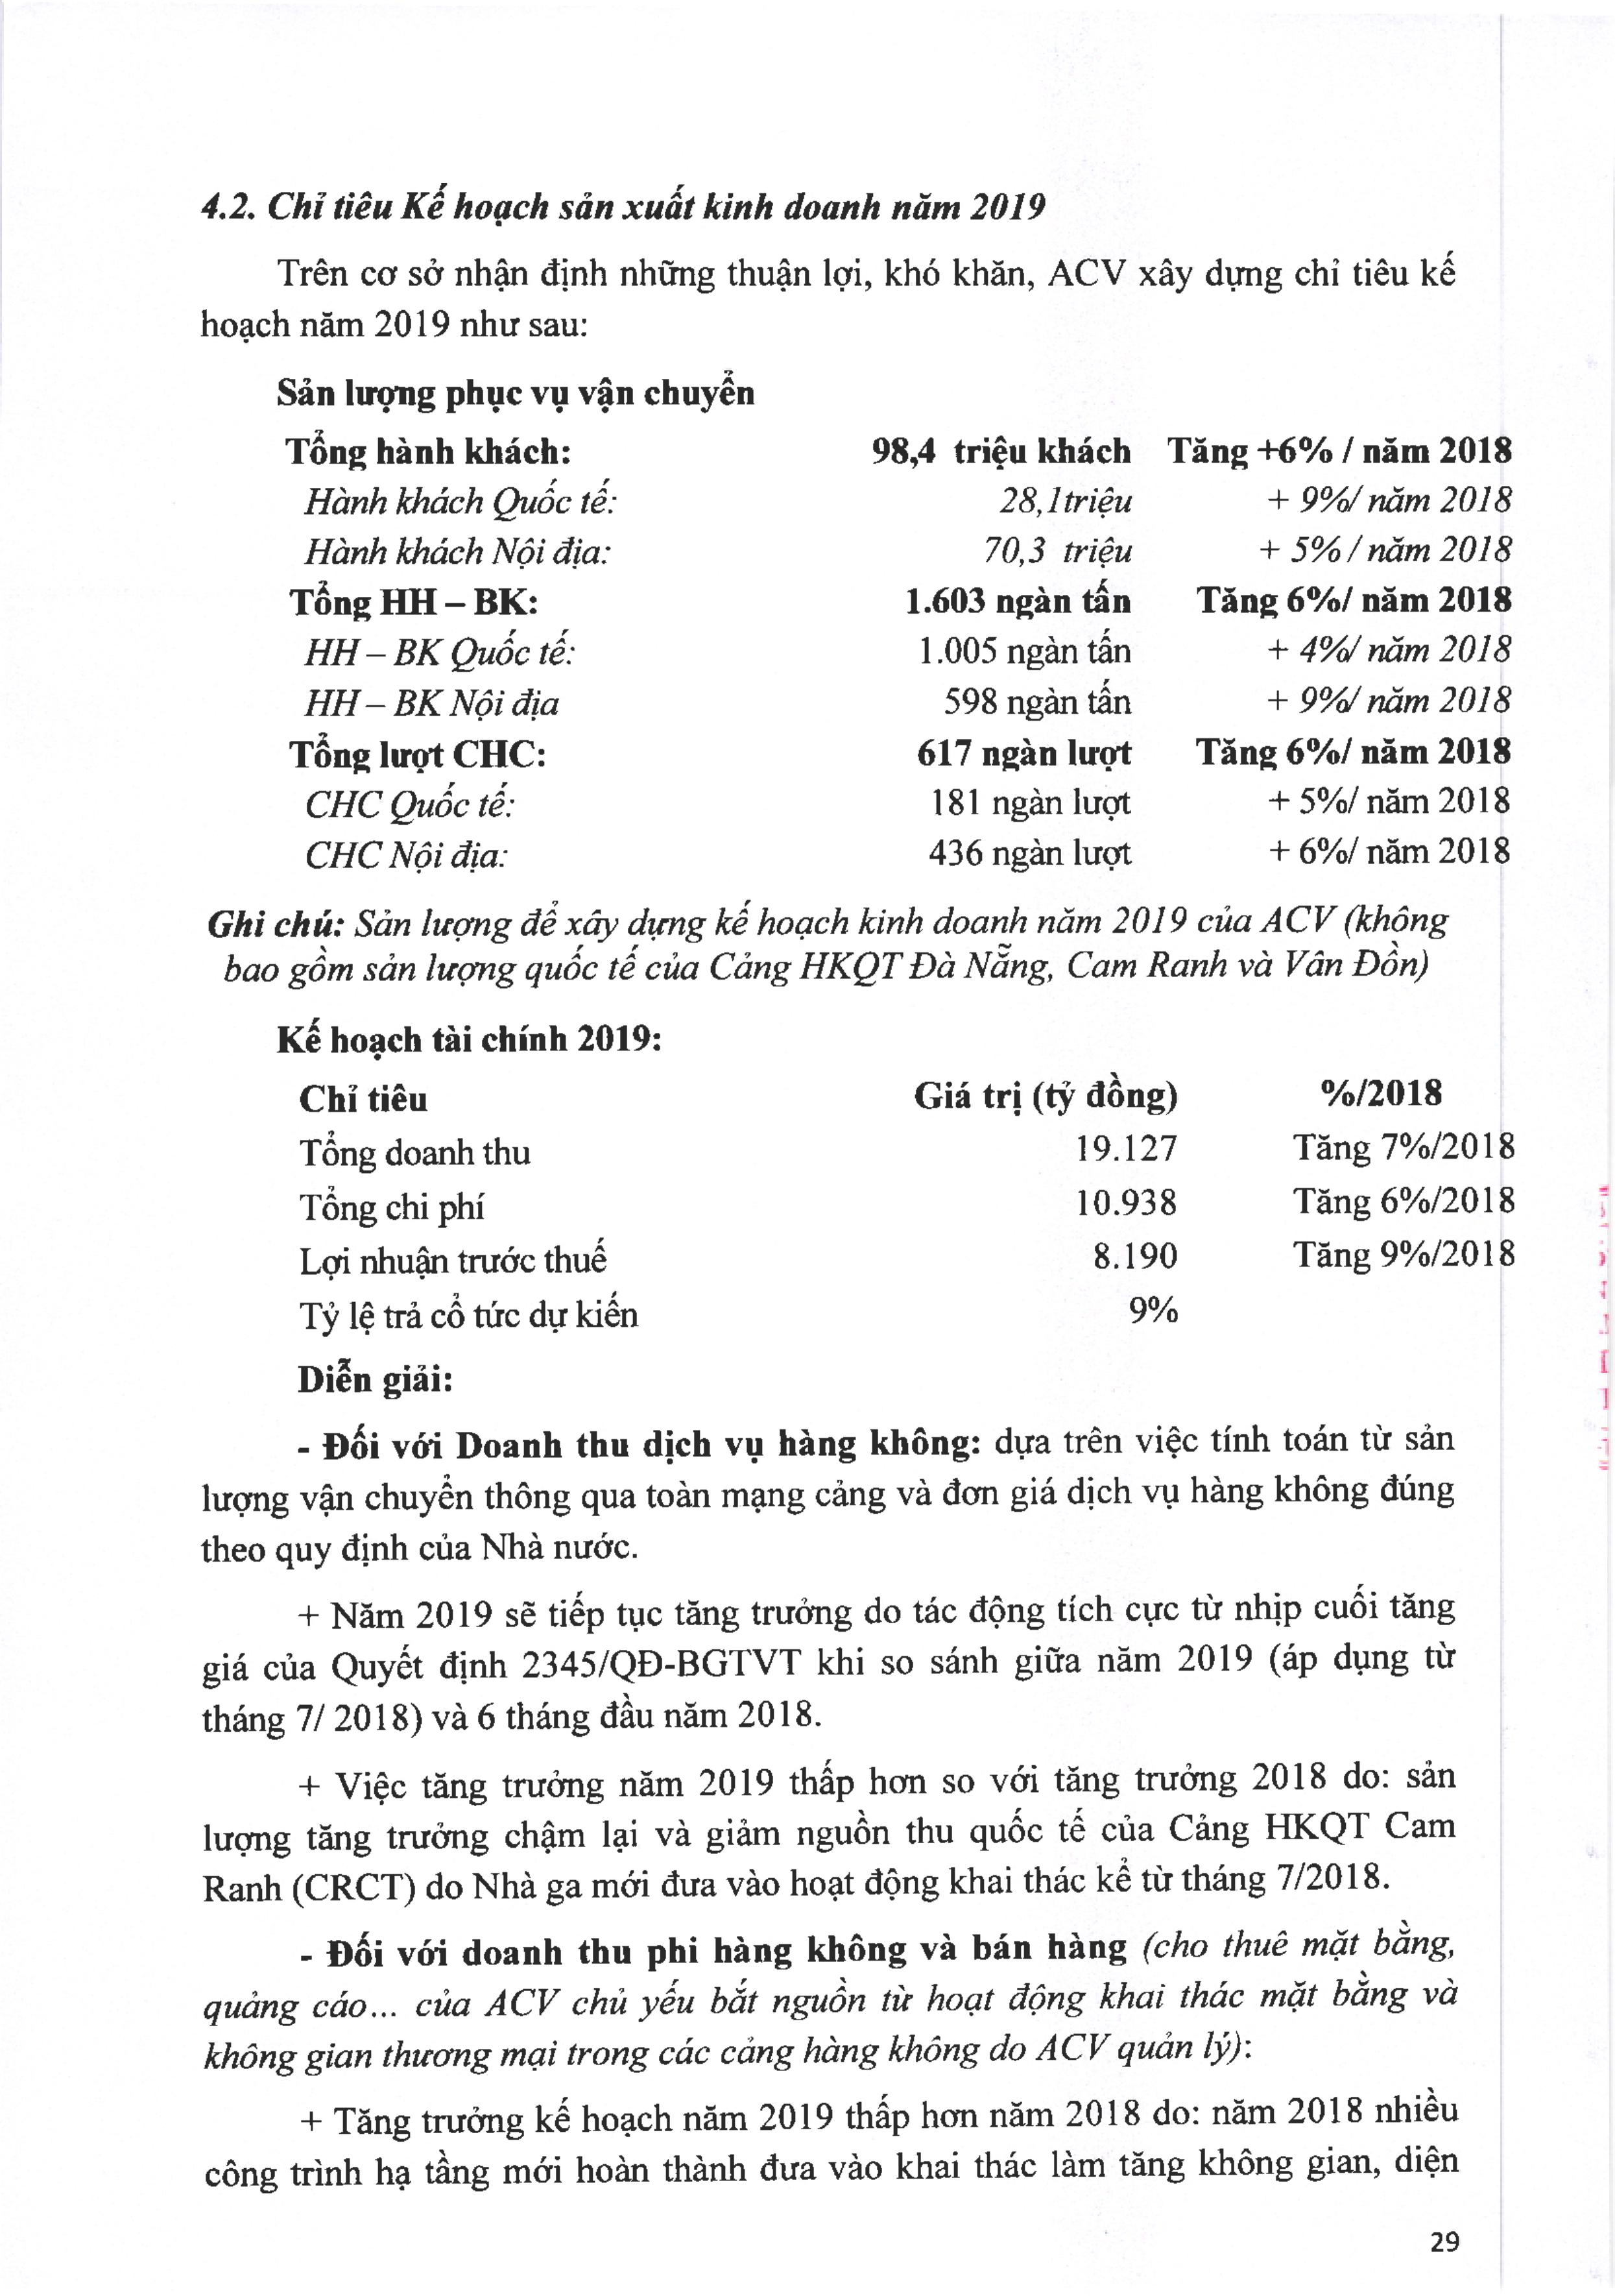 4.2. Chỉ tiêu Kế hoạch sản xuất kinh doanh năm 2019
Trên cơ sở nhận định những thuận lợi, khó khăn, ACV xây dựng chỉ tiêu kế
hoạch năm 2019 như sau:
Sản lượng phục vụ vận chuyển
Tổng hành khách: 98,4 triệu khách Tăng +6% / năm 2018
Hành khách Quốc tế: 28,1triệu + 9%/ năm 2018
Hành khách Nội địa: 70,3 triệu + 5% / năm 2018
Tổng HH – BK: 1.603 ngàn tấn Tăng 6%/ năm 2018
HH – BK Quốc tế: 1.005 ngàn tấn + 4%/ năm 2018
HH – BK Nội địa 598 ngàn tấn + 9%/ năm 2018
Tổng lượt CHC: 617 ngàn lượt Tăng 6%/ năm 2018
CHC Quốc tế: 181 ngàn lượt + 5%/ năm 2018
CHC Nội địa: 436 ngàn lượt + 6%/ năm 2018
Ghi chú: Sản lượng để xây dựng kế hoạch kinh doanh năm 2019 của ACV (không
bao gồm sản lượng quốc tế của Cảng HKQT Đà Nẵng, Cam Ranh và Vân Đồn)
Kế hoạch tài chính 2019:
Chỉ tiêu Giá trị (tỷ đồng) %/2018
Tổng doanh thu 19.127 Tăng 7%/2018
Tổng chi phí 10.938 Tăng 6%/2018
Lợi nhuận trước thuế 8.190 Tăng 9%/2018
Tỷ lệ trả cổ tức dự kiến 9%
Diễn giải:
- Đối với Doanh thu dịch vụ hàng không: dựa trên việc tính toán từ sản
lượng vận chuyển thông qua toàn mạng cảng và đơn giá dịch vụ hàng không đúng
theo quy định của Nhà nước.
+ Năm 2019 sẽ tiếp tục tăng trưởng do tác động tích cực từ nhịp cuối tăng
giá của Quyết định 2345/QĐ-BGTVT khi so sánh giữa năm 2019 (áp dụng từ
tháng 7/ 2018) và 6 tháng đầu năm 2018.
+ Việc tăng trưởng năm 2019 thấp hơn so với tăng trưởng 2018 do: sản
lượng tăng trưởng chậm lại và giảm nguồn thu quốc tế của Cảng HKQT Cam
Ranh (CRCT) do Nhà ga mới đưa vào hoạt động khai thác kể từ tháng 7/2018.
- Đối với doanh thu phi hàng không và bán hàng (cho thuê mặt bằng,
quảng cáo... của ACV chủ yếu bắt nguồn từ hoạt động khai thác mặt bằng và
không gian thương mại trong các cảng hàng không do ACV quản lý):
+ Tăng trưởng kế hoạch năm 2019 thấp hơn năm 2018 do: năm 2018 nhiều
công trình hạ tầng mới hoàn thành đưa vào khai thác làm tăng không gian, diện
29